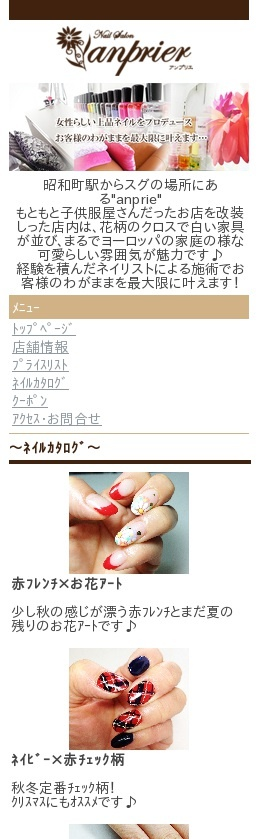 Nail Salon
anprier
アンプリエ
女性らしい上品ネイルをプロデュース
お客様のわがままを最大限に叶えます…
昭和町駅からスグの場所にあ
る"anprie"
もともと子供服屋さんだったお店を改装
しった店内は、花柄のクロスで白い家具
が並び、まるでヨーロッパの家庭の様な
可愛らしい雰囲気が魅力です♪
経験を積んだネイリストによる施術でお
客様のわがままを最大限に叶えます!
ﾒﾆｭｰ
ﾄｯﾌﾟﾍﾟｰｼﾞ
店舗情報
ﾌﾟﾗｲｽﾘｽﾄ
ﾈｲﾙｶﾀﾛｸﾞ
ｸｰﾎﾟﾝ
ｱｸｾｽ･お問合せ
～ﾈｲﾙｶﾀﾛｸﾞ～
赤ﾌﾚﾝﾁ×お花ｱｰﾄ
少し秋の感じが漂う赤ﾌﾚﾝﾁとまだ夏の
残りのお花ｱｰﾄです♪
ﾈｲﾋﾞｰ×赤ﾁｪｯｸ柄
秋冬定番ﾁｪｯｸ柄!
ｸﾘｽﾏｽにもｵｽｽﾒです♪